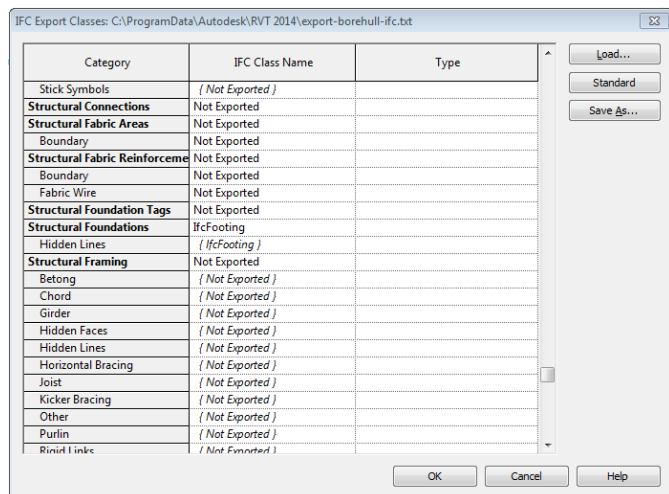 IFC Export Classes: C:\ProgramData\Autodesk\RVT 2014\export-borehull-ifc.txt
Category IFC Class Name Type
Load...
Standard
Save As...
Stick Symbols { Not Exported }
Structural Connections Not Exported
Structural Fabric Areas Not Exported
Boundary Not Exported
Structural Fabric Reinforceme Not Exported
Boundary Not Exported
Fabric Wire Not Exported
Structural Foundation Tags Not Exported
Structural Foundations IfcFooting
Hidden Lines { IfcFooting }
Structural Framing Not Exported
Betong { Not Exported }
Chord { Not Exported }
Girder { Not Exported }
Hidden Faces { Not Exported }
Hidden Lines { Not Exported }
Horizontal Bracing { Not Exported }
Joist { Not Exported }
Kicker Bracing { Not Exported }
Other { Not Exported }
Purlin { Not Exported }
Rigid Links { Not Exported }
OK Cancel Help